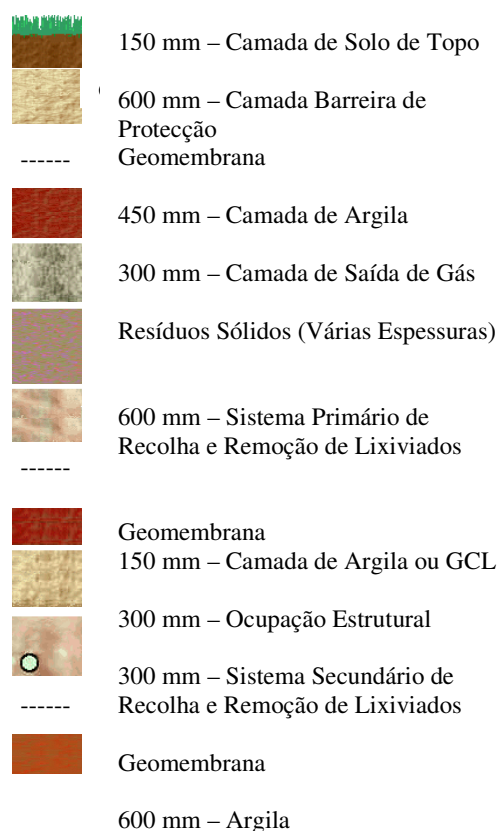 150 mm – Camada de Solo de Topo
600 mm – Camada Barreira de
Protecção
------ Geomembrana
450 mm – Camada de Argila
300 mm – Camada de Saída de Gás
Resíduos Sólidos (Várias Espessuras)
600 mm – Sistema Primário de
Recolha e Remoção de Lixiviados
------
Geomembrana
150 mm – Camada de Argila ou GCL
300 mm – Ocupação Estrutural
300 mm – Sistema Secundário de
------ Recolha e Remoção de Lixiviados
Geomembrana
600 mm – Argila